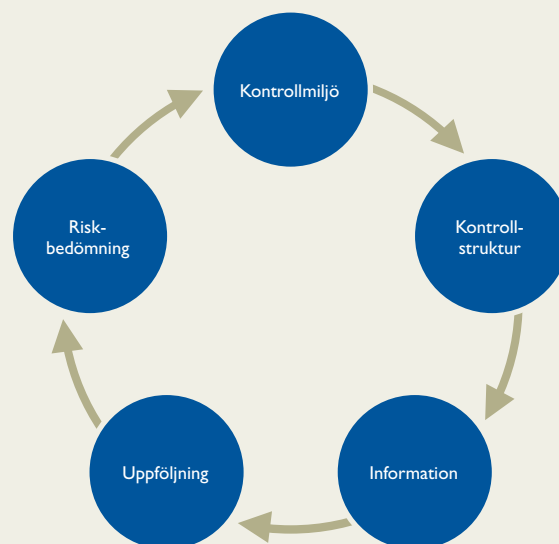 Kontrollmiljö
Kontroll-
struktur
Information
Uppföljning
Risk-
bedömning